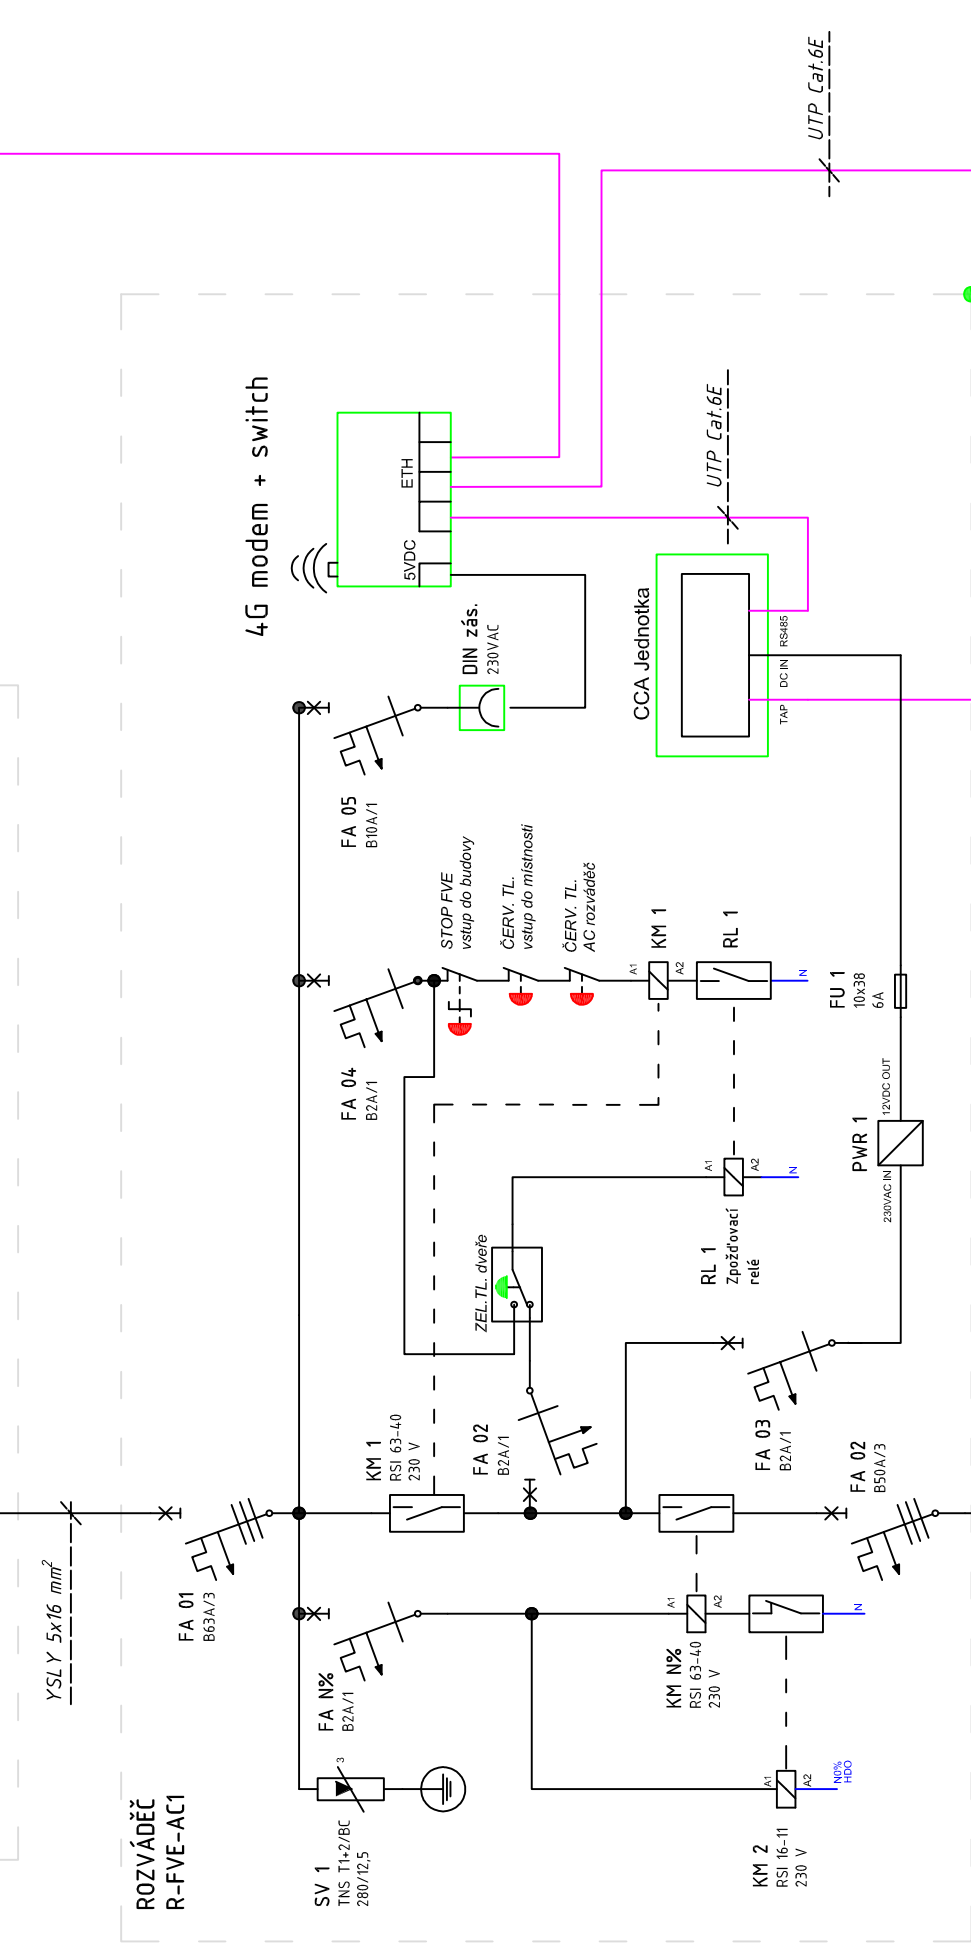 UTP Cat.6E
4G modem + switch
ETH
5VDC
UTP Cat.6E
DIN zás.
230VAC
CCA Jednotka
RS485
DC IN
TAP
FA 05
B10A/1
STOP FVE
vstup do budovy
ČERV. TL.
vstup do místnosti
ČERV. TL.
AC rozváděč
KM 1
A1
A2
RL 1
N
FA 04
B2A/1
FU 1
10x38
6A
12VDC OUT
PWR 1
230VAC IN
A1
A2
N
RL 1
Zpožďovací
relé
ZEL.TL. dveře
KM 1
RSI 63-40
230 V
FA 02
B2A/1
FA 03
B2A/1
FA 02
B50A/3
YSLY 5x16 mm²
FA 01
B63A/3
FA N%
B2A/1
A1
A2
N
KM N%
RSI 63-40
230 V
3
SV 1
TNS T1+2/BC
280/12,5
A1
A2
N0%
HDO
KM 2
RSI 16-11
230 V
ROZVÁDĚČ
R-FVE-AC1